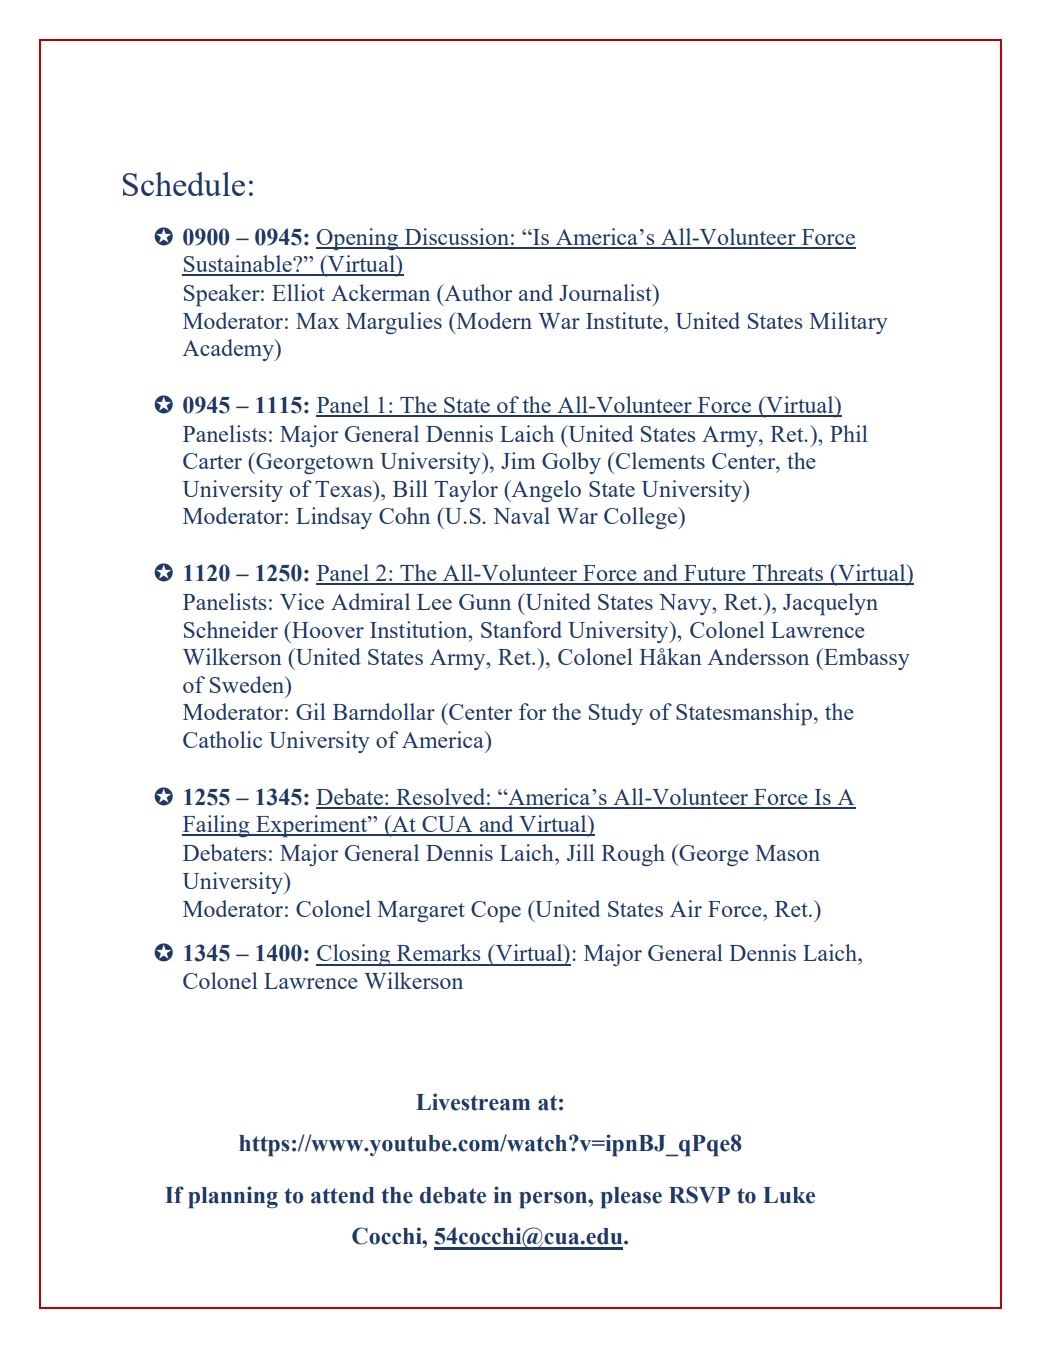 Schedule:
✪ 0900 – 0945: Opening Discussion: “Is America’s All-Volunteer Force
Sustainable?” (Virtual)
Speaker: Elliot Ackerman (Author and Journalist)
Moderator: Max Margulies (Modern War Institute, United States Military
Academy)
✪ 0945 – 1115: Panel 1: The State of the All-Volunteer Force (Virtual)
Panelists: Major General Dennis Laich (United States Army, Ret.), Phil
Carter (Georgetown University), Jim Golby (Clements Center, the
University of Texas), Bill Taylor (Angelo State University)
Moderator: Lindsay Cohn (U.S. Naval War College)
✪ 1120 – 1250: Panel 2: The All-Volunteer Force and Future Threats (Virtual)
Panelists: Vice Admiral Lee Gunn (United States Navy, Ret.), Jacquelyn
Schneider (Hoover Institution, Stanford University), Colonel Lawrence
Wilkerson (United States Army, Ret.), Colonel Håkan Andersson (Embassy
of Sweden)
Moderator: Gil Barndollar (Center for the Study of Statesmanship, the
Catholic University of America)
✪ 1255 – 1345: Debate: Resolved: “America’s All-Volunteer Force Is A
Failing Experiment” (At CUA and Virtual)
Debaters: Major General Dennis Laich, Jill Rough (George Mason
University)
Moderator: Colonel Margaret Cope (United States Air Force, Ret.)
✪ 1345 – 1400: Closing Remarks (Virtual): Major General Dennis Laich,
Colonel Lawrence Wilkerson
Livestream at:
https://www.youtube.com/watch?v=ipnBJ_qPqe8
If planning to attend the debate in person, please RSVP to Luke
Cocchi, 54cocchi@cua.edu.